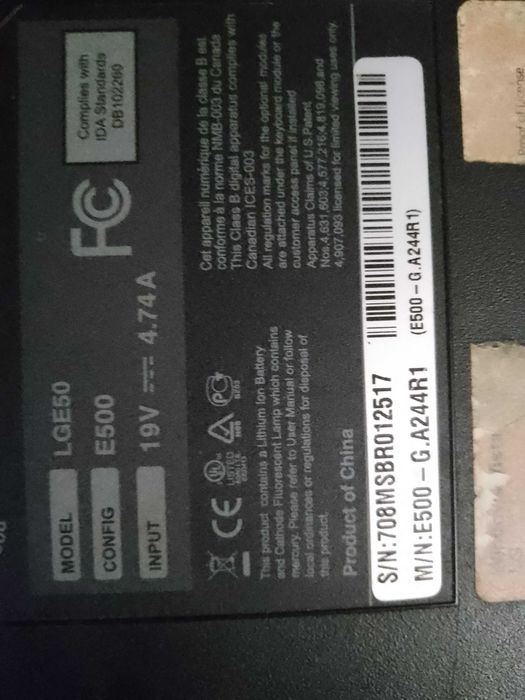 MODEL LGE50
CONFIG E500
INPUT 19V 4.74 A
Complies with
IDA Standards
DB102260
FC
CE
This product contains a Lithium Ion Battery
and Cathode Fluorescent Lamp which contains
mercury. Please refer to User Manual or follow
local ordinances or regulations for disposal of
this product.
Product of China
Cet appareil numérique de la classe B est
conforme à la norme NMB-003 du Canada
This Class B digital apparatus complies with
Canadian ICES-003
All regulation marks for the optional modules
are attached under the keyboard module or the
customer access panel if installed
Apparatus Claims of U.S. Patent
Nos. 4,631,603;4,577,216;4,819,098;and
4,907,093 licensed for limited viewing uses only.
S/N:708MSBR012517
M/N:E500 – G.A244R1 (E500 – G.A244R1)